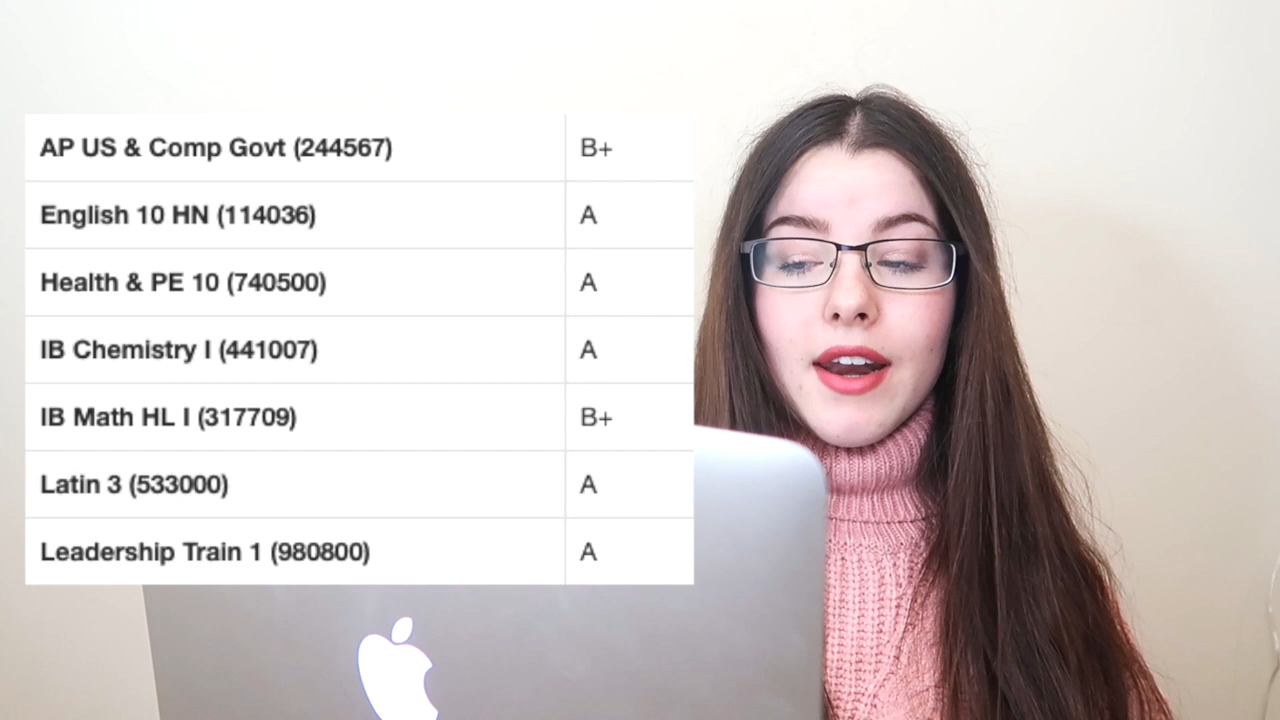 AP US & Comp Govt (244567) B+
English 10 HN (114036) A
Health & PE 10 (740500) A
IB Chemistry I (441007) A
IB Math HL I (317709) B+
Latin 3 (533000) A
Leadership Train 1 (980800) A